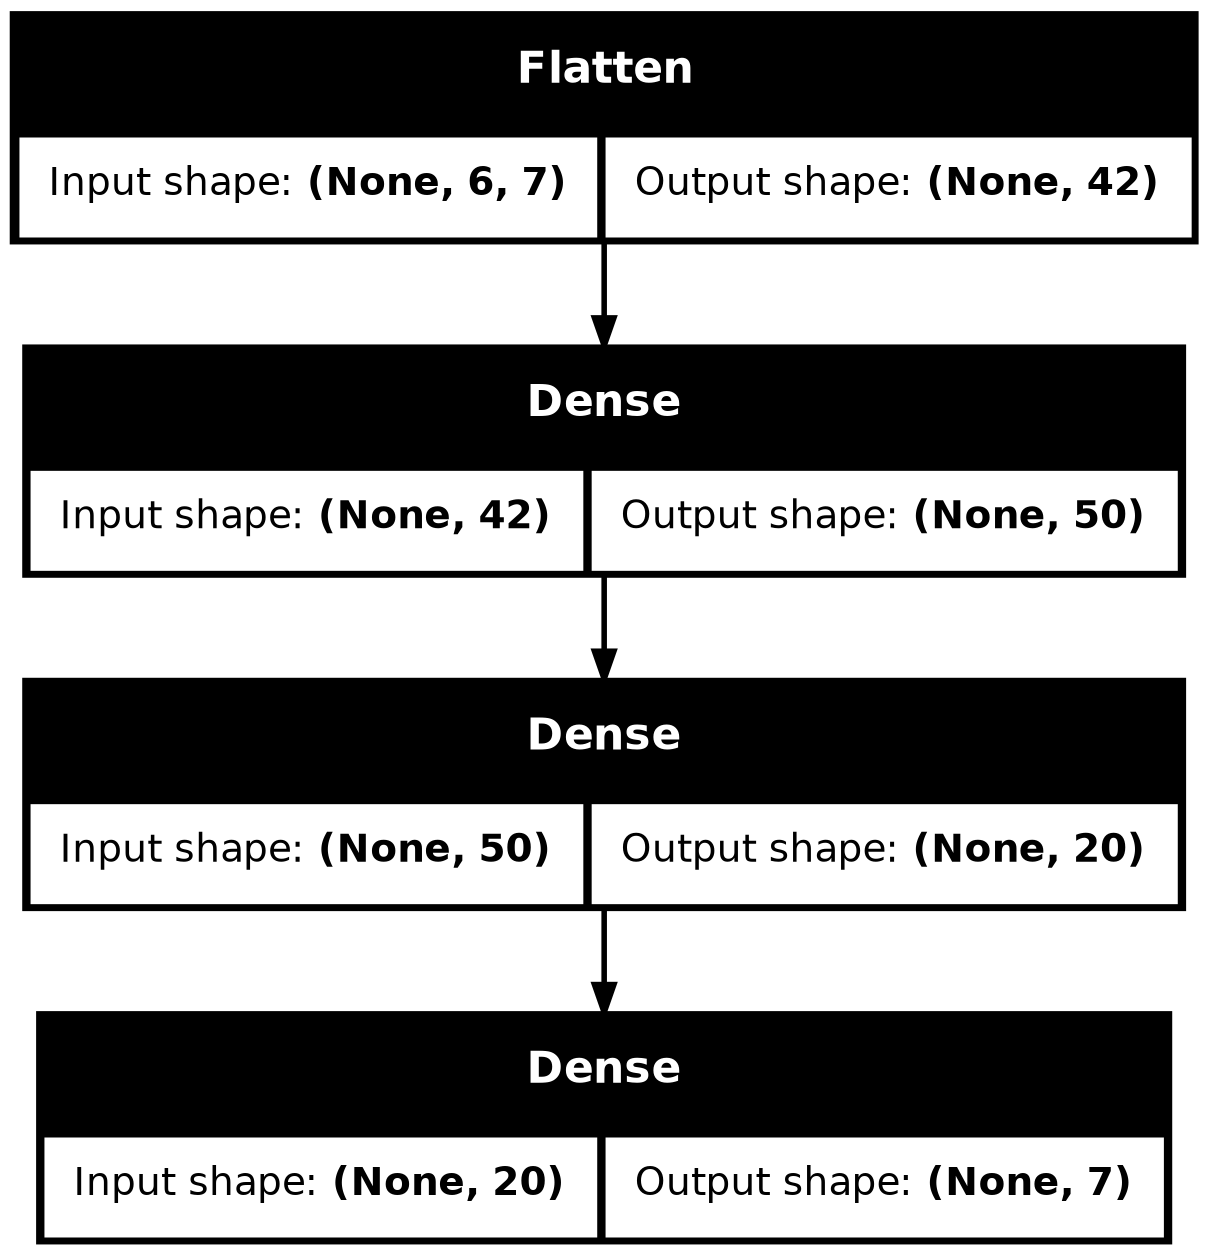 Flatten
Input shape: (None, 6, 7) Output shape: (None, 42)
Dense
Input shape: (None, 42) Output shape: (None, 50)
Dense
Input shape: (None, 50) Output shape: (None, 20)
Dense
Input shape: (None, 20) Output shape: (None, 7)